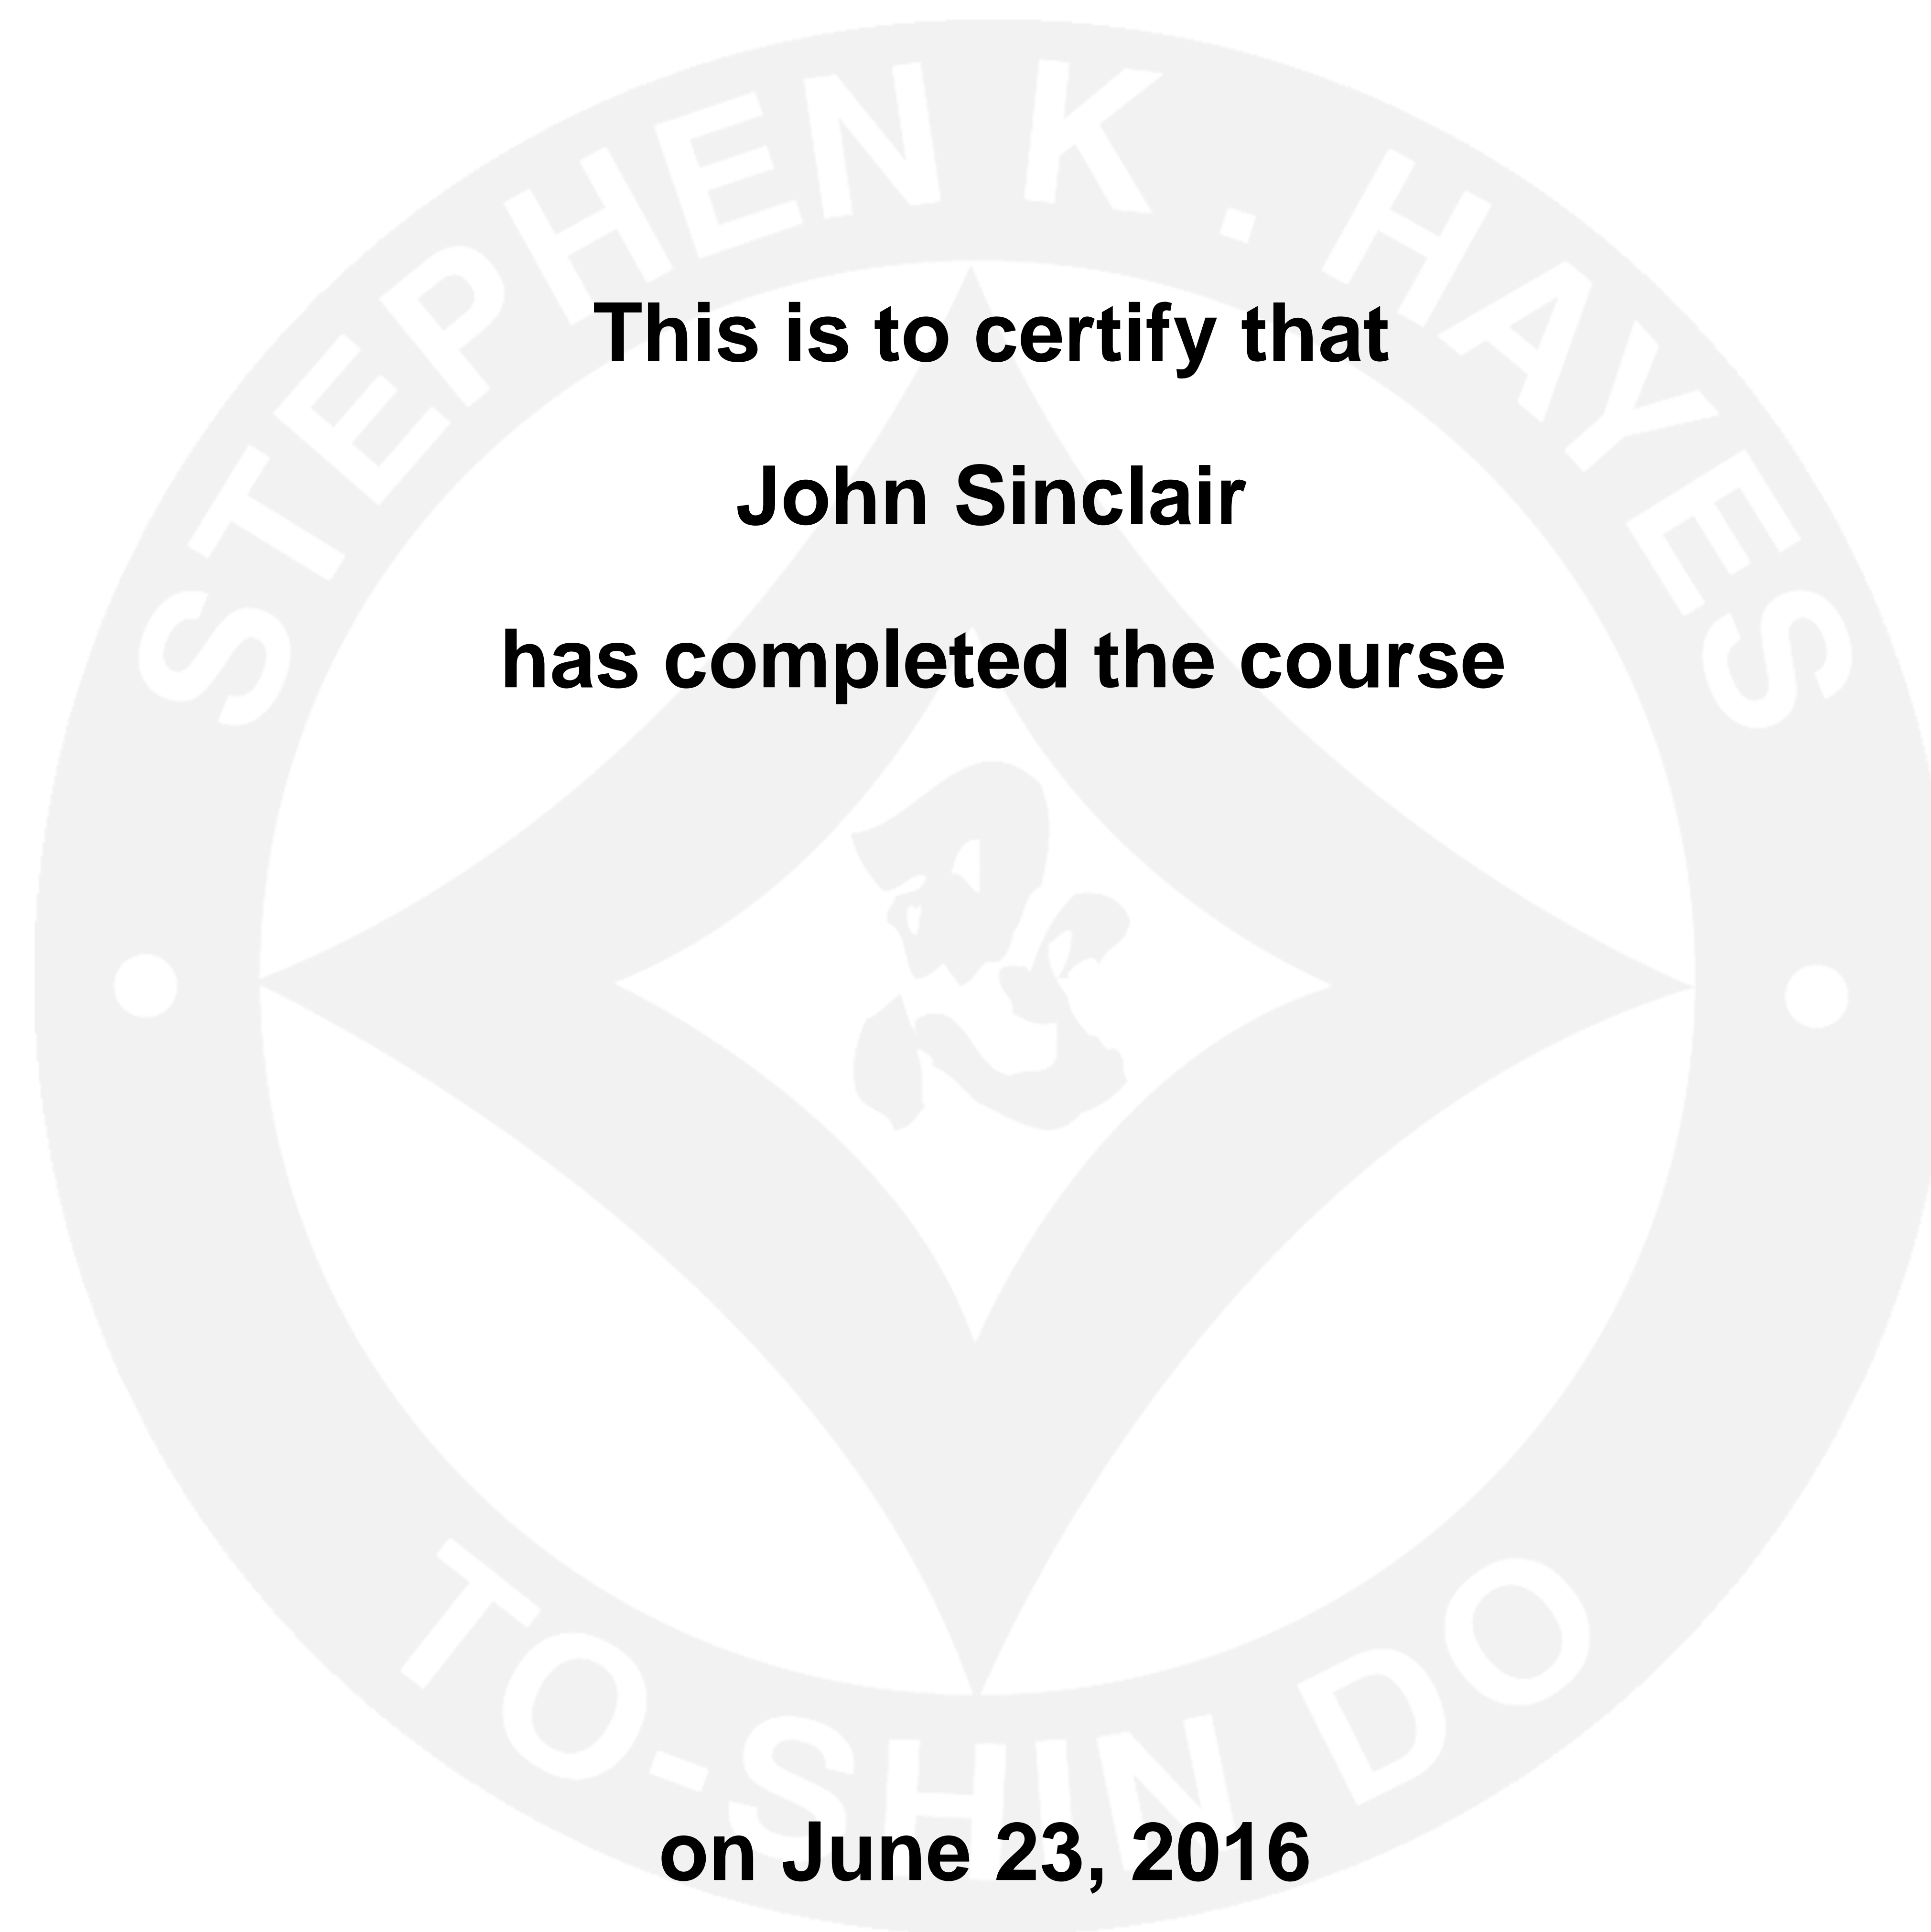 STEPHEN K. HAYES
This is to certify that
John Sinclair
has completed the course
忍
TO-SHIN DO
on June 23, 2016